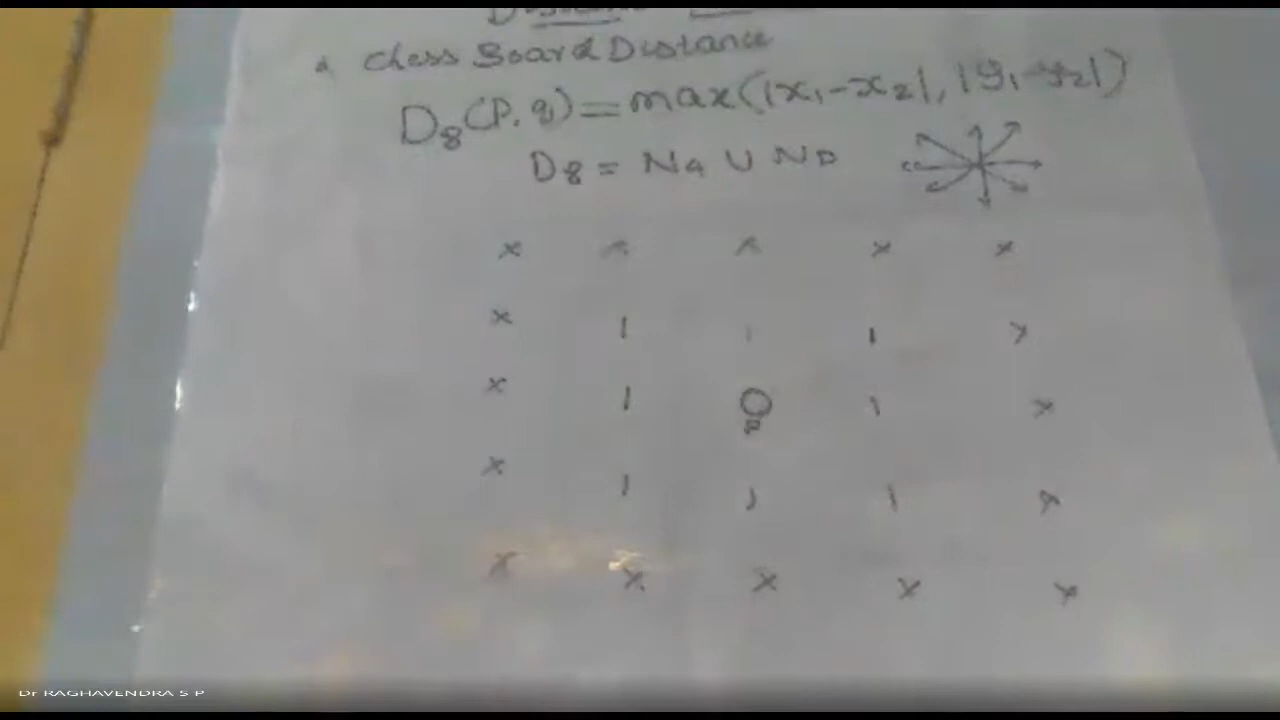 Chess Board Distance
D8(P,q)=max(|x1-x2|, |y1-y2|)
D8 = N4 U ND
x x x x x
x 1 1 1 x
x 1 0 1 x
P
x 1 1 1 x
x x x x x
Dr RAGHAVENDRA S P